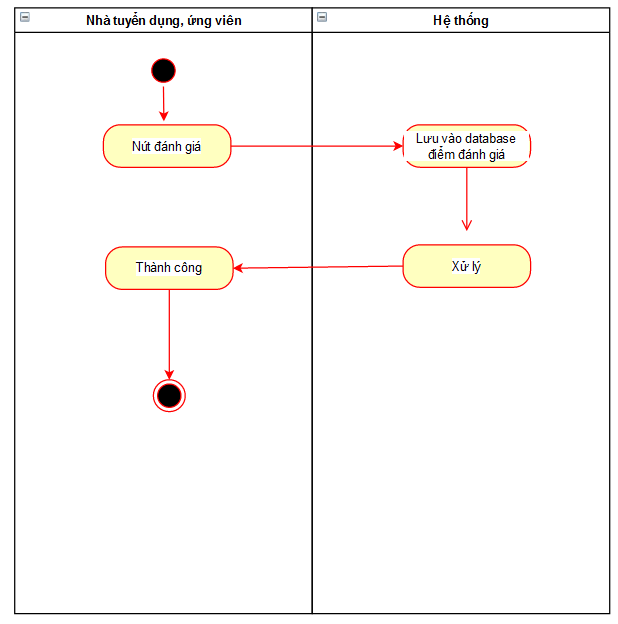 Nhà tuyển dụng, ứng viên
Hệ thống
Nút đánh giá
Lưu vào database
điểm đánh giá
Thành công
Xữ lý